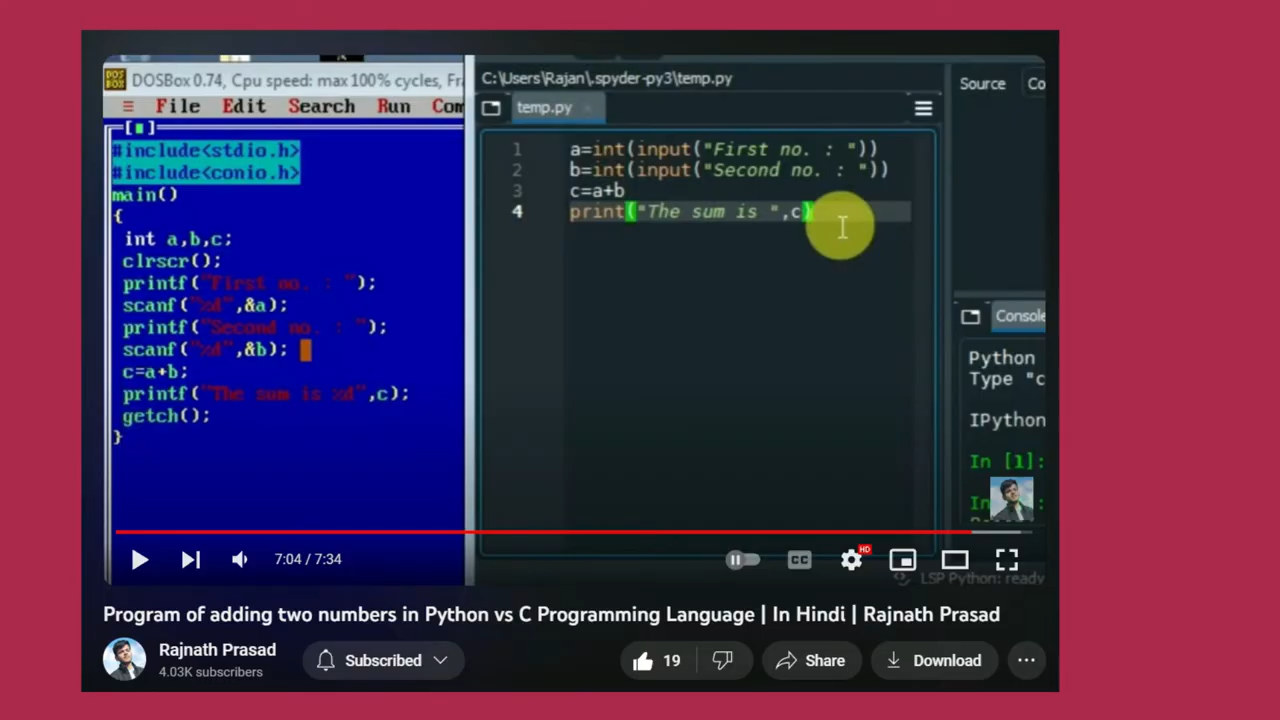 DOSBox 0.74, Cpu speed: max 100% cycles, Fr
≡ File Edit Search Run Com
#include<stdio.h>
#include<conio.h>
main()
{
int a,b,c;
clrscr();
printf("First no. : ");
scanf("%d",&a);
printf("Second no. : ");
scanf("%d",&b);
c=a+b;
printf("The sum is %d",c);
getch();
}
C:\Users\Rajan\.spyder-py3\temp.py
temp.py
1 a=int(input("First no. : "))
2 b=int(input("Second no. : "))
3 c=a+b
4 print("The sum is ",c)
Source Co
Console
Python
Type "c
IPython
In [1]:
In
LSP Python: ready
7:04 / 7:34
CC
HD
Program of adding two numbers in Python vs C Programming Language | In Hindi | Rajnath Prasad
Rajnath Prasad
4.03K subscribers
Subscribed
19
Share
Download